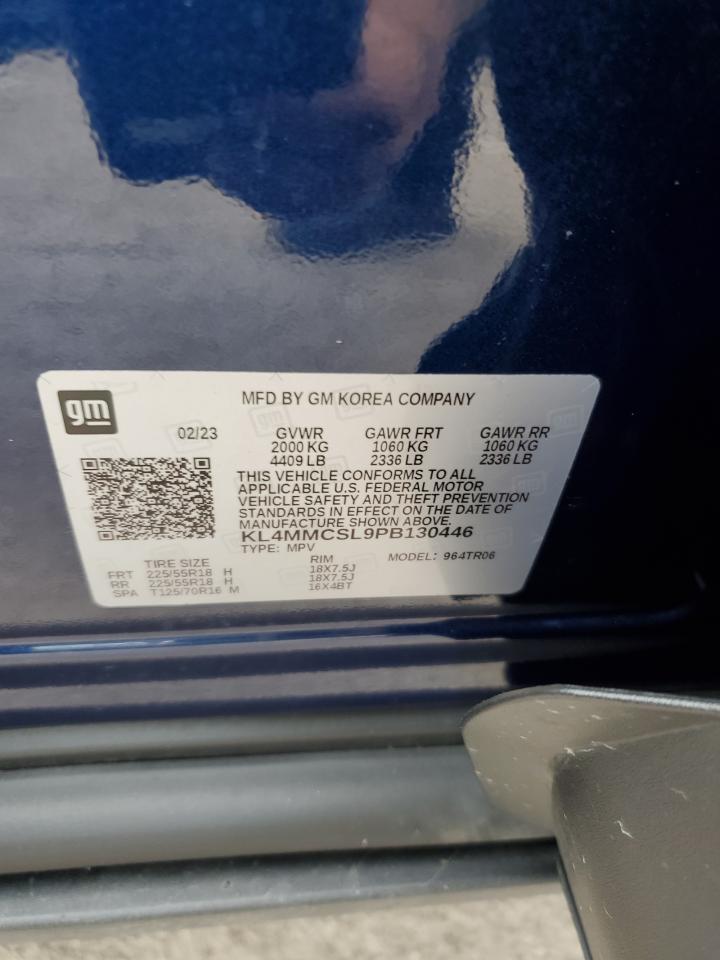 gm
MFD BY GM KOREA COMPANY
02/23 GVWR GAWR FRT GAWR RR
2000 KG 1060 KG 1060 KG
4409 LB 2336 LB 2336 LB
THIS VEHICLE CONFORMS TO ALL
APPLICABLE U.S. FEDERAL MOTOR
VEHICLE SAFETY AND THEFT PREVENTION
STANDARDS IN EFFECT ON THE DATE OF
MANUFACTURE SHOWN ABOVE.
KL4MMCSL9PB130446
TYPE: MPV MODEL: 964TR06
TIRE SIZE RIM
FRT 225/55R18 H 18X7.5J
RR 225/55R18 H 18X7.5J
SPA T125/70R16 M 16X4BT